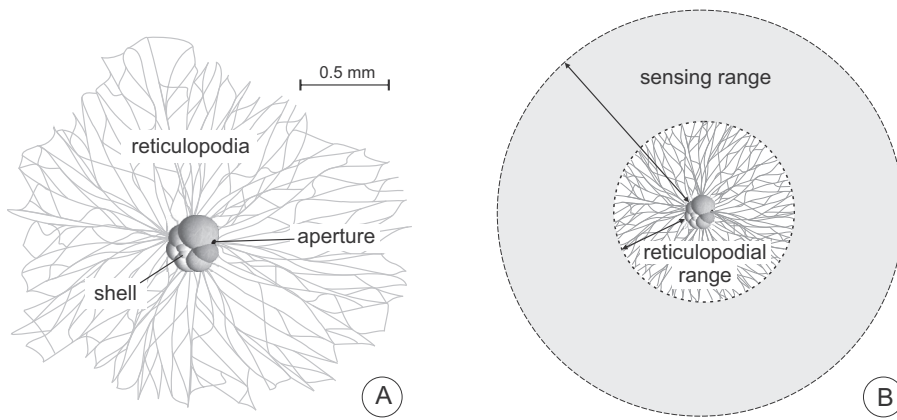 0.5 mm
reticulopodia
aperture
shell
A
sensing range
reticulopodial
range
B